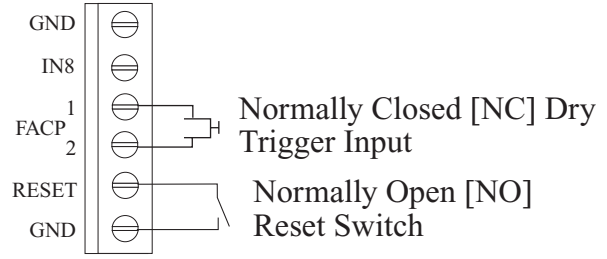 GND
IN8
1
FACP
2
RESET
GND
Normally Closed [NC] Dry
Trigger Input
Normally Open [NO]
Reset Switch